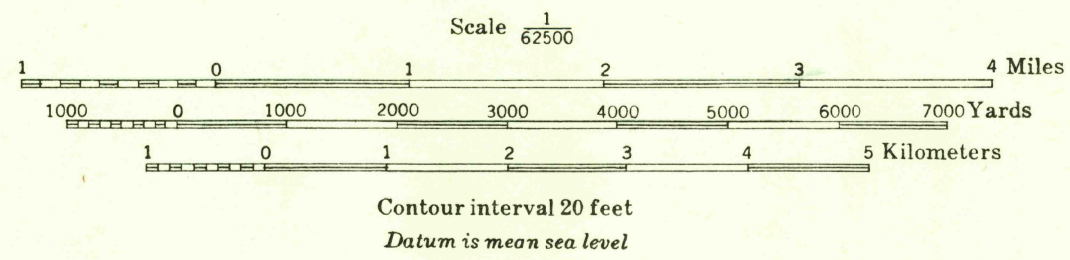 Scale 1/62500
1 0 1 2 3 4 Miles
1000 0 1000 2000 3000 4000 5000 6000 7000 Yards
1 0 1 2 3 4 5 Kilometers
Contour interval 20 feet
Datum is mean sea level